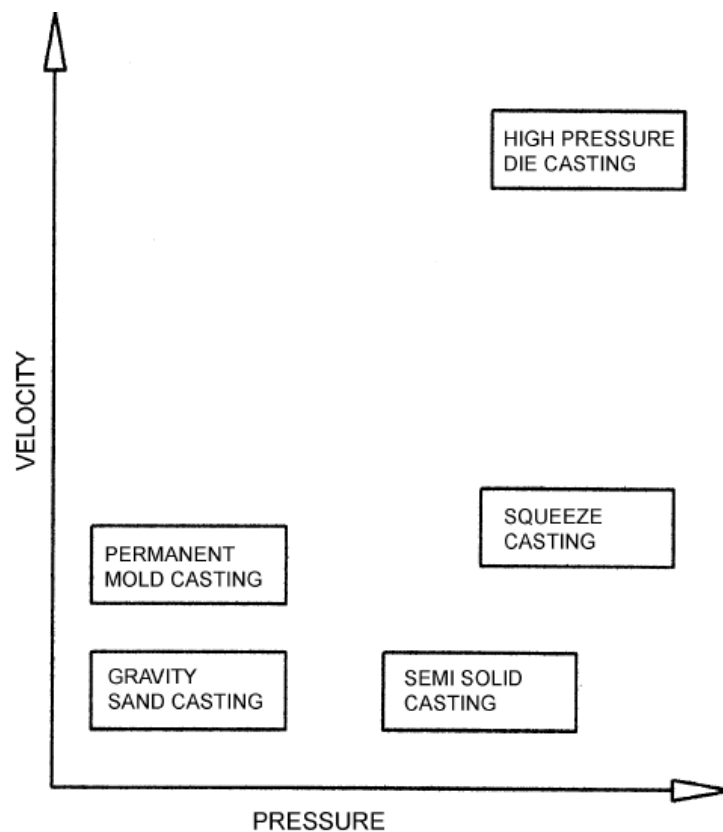 HIGH PRESSURE
DIE CASTING
VELOCITY
SQUEEZE
CASTING
PERMANENT
MOLD CASTING
GRAVITY
SAND CASTING
SEMI SOLID
CASTING
PRESSURE